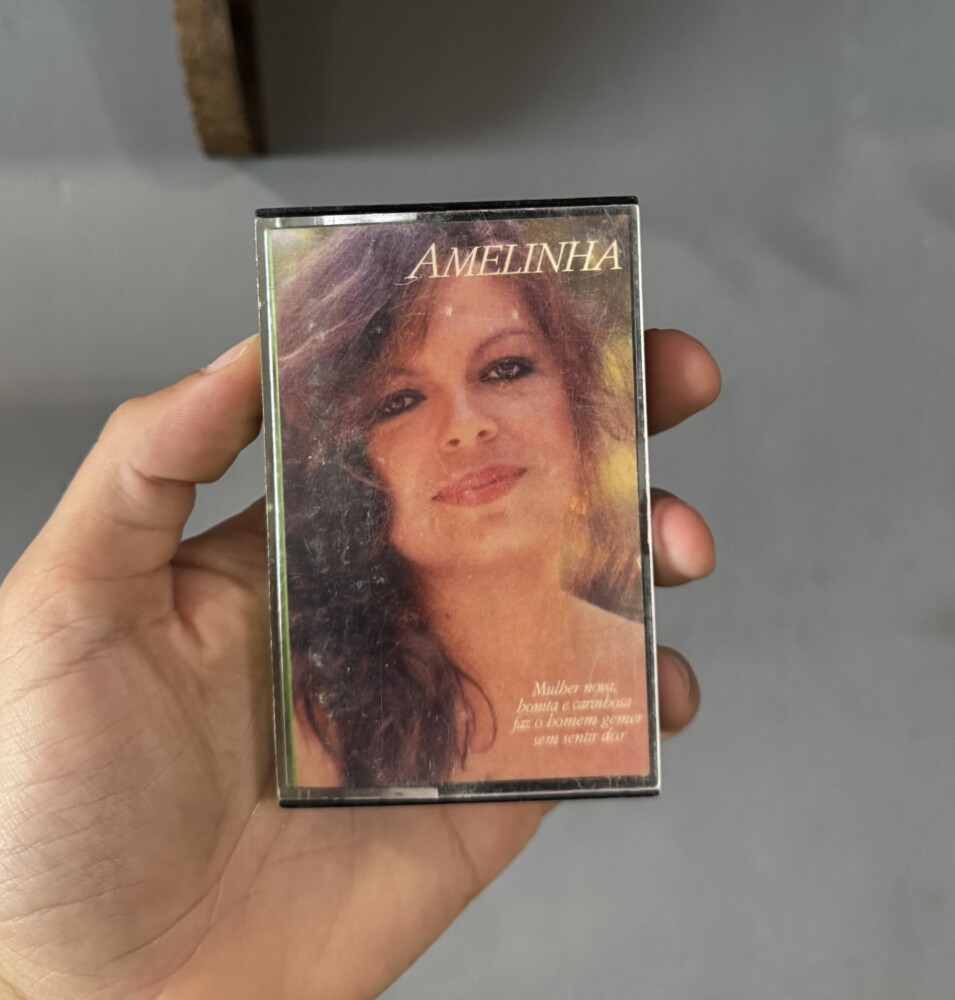 AMELINHA
Mulher nova,
bonita e carinhosa
faz o homem gemer
sem sentir dor